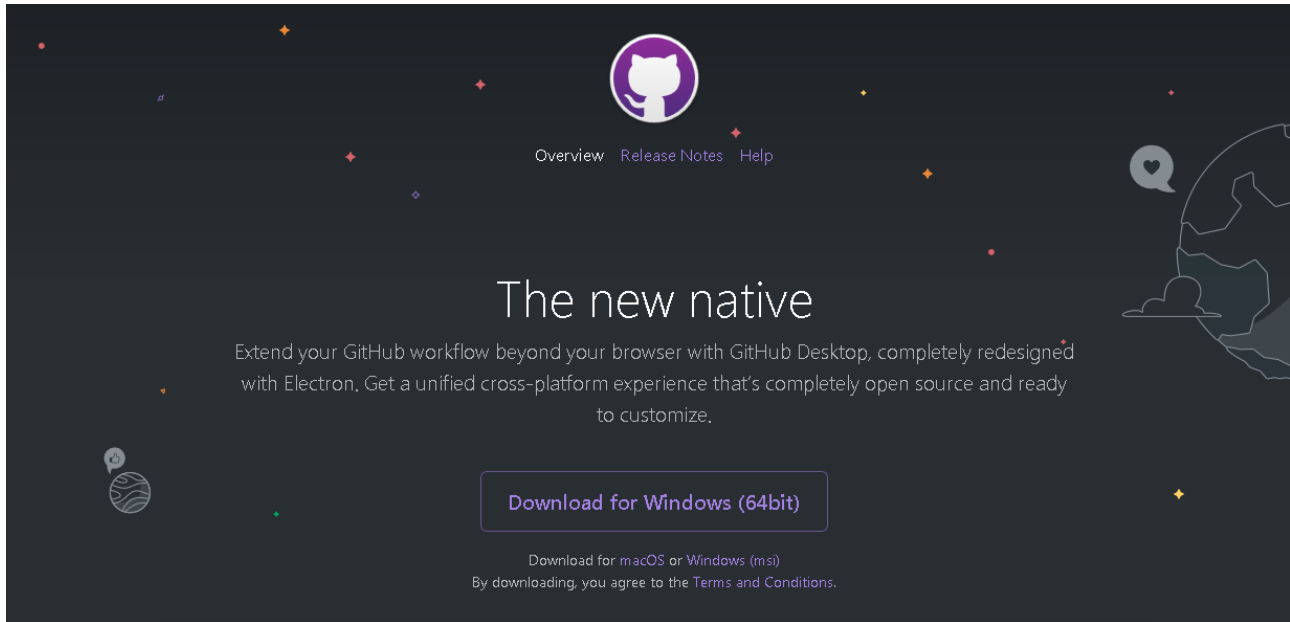 Overview Release Notes Help
The new native
Extend your GitHub workflow beyond your browser with GitHub Desktop, completely redesigned
with Electron. Get a unified cross-platform experience that's completely open source and ready
to customize.
Download for Windows (64bit)
Download for macOS or Windows (msi)
By downloading, you agree to the Terms and Conditions.